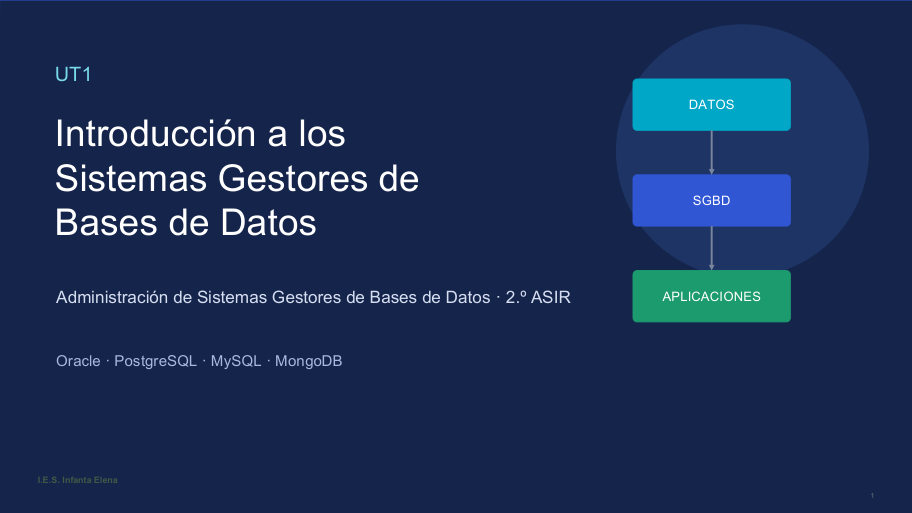 UT1
Introducción a los
Sistemas Gestores de
Bases de Datos
Administración de Sistemas Gestores de Bases de Datos · 2.º ASIR
Oracle · PostgreSQL · MySQL · MongoDB
DATOS
SGBD
APLICACIONES
I.E.S. Infanta Elena
1